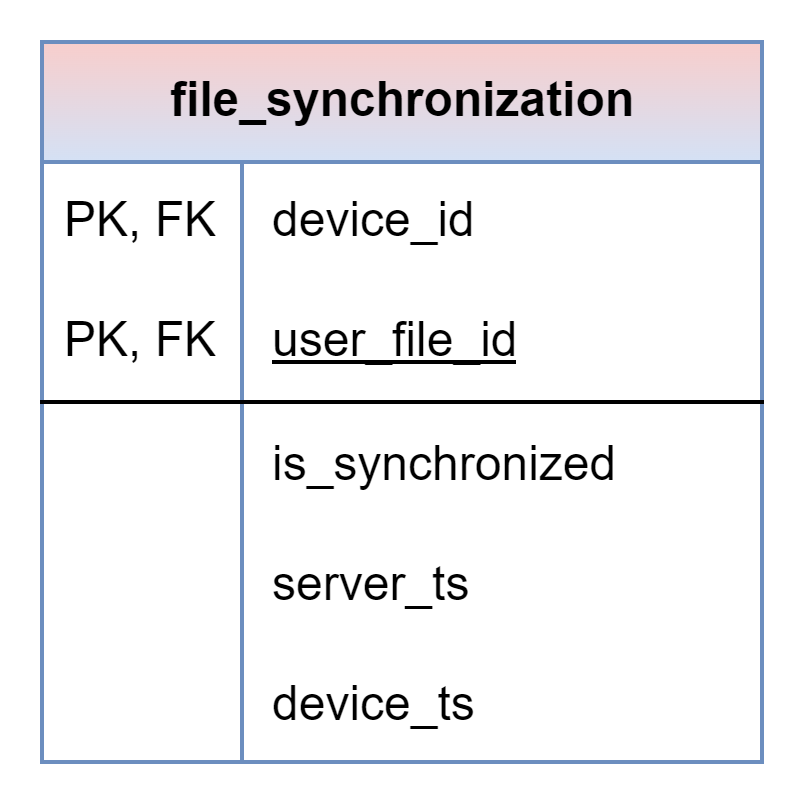 file_synchronization
PK, FK device_id
PK, FK user_file_id
is_synchronized
server_ts
device_ts